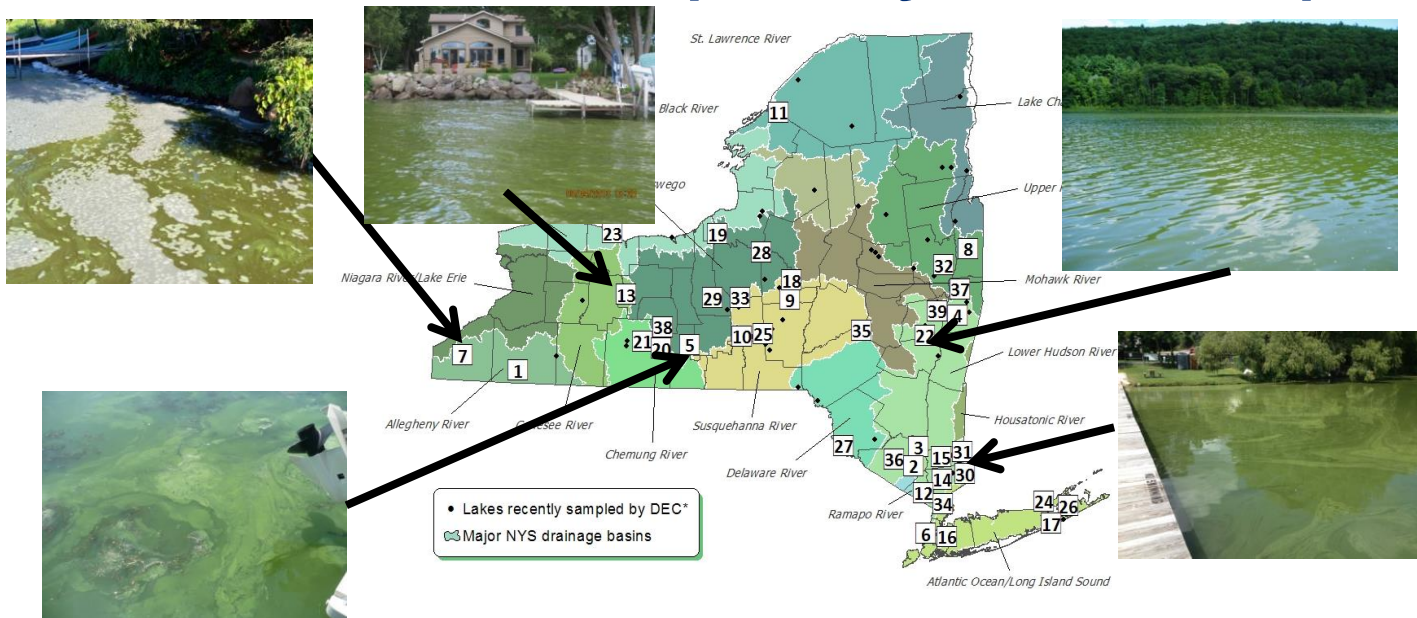 St. Lawrence River
Black River
11
Lake Ch
wego
Upper
23
19
28
8
32
Niagara River/Lake Erie
18
Mohawk River
13
29
33
9
37
39
4
38
35
22
7
21
20
5
10
25
Lower Hudson River
1
Allegheny River
Genesee River
Susquehanna River
Housatonic River
Chemung River
27
3
31
36
15
Delaware River
2
30
14
12
Ramapo River
34
24
26
• Lakes recently sampled by DEC*
17
Major NYS drainage basins
6
16
Atlantic Ocean/Long Island Sound